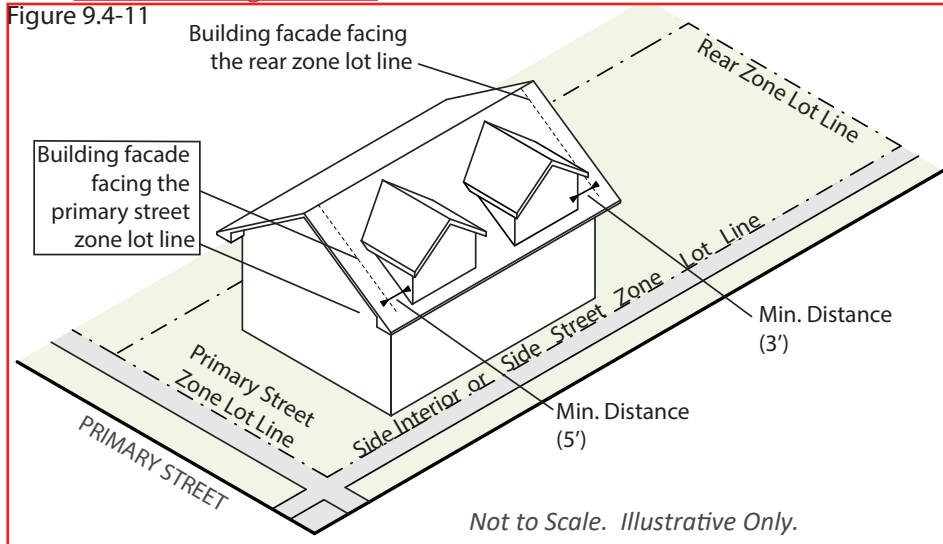 Figure 9.4-11
Building facade facing
the rear zone lot line
Rear Zone Lot Line
Building facade
facing the
primary street
zone lot line
Min. Distance
(3')
Side Interior or Side Street Zone Lot Line
Primary Street
Zone Lot Line
Min. Distance
(5')
PRIMARY STREET
Not to Scale. Illustrative Only.